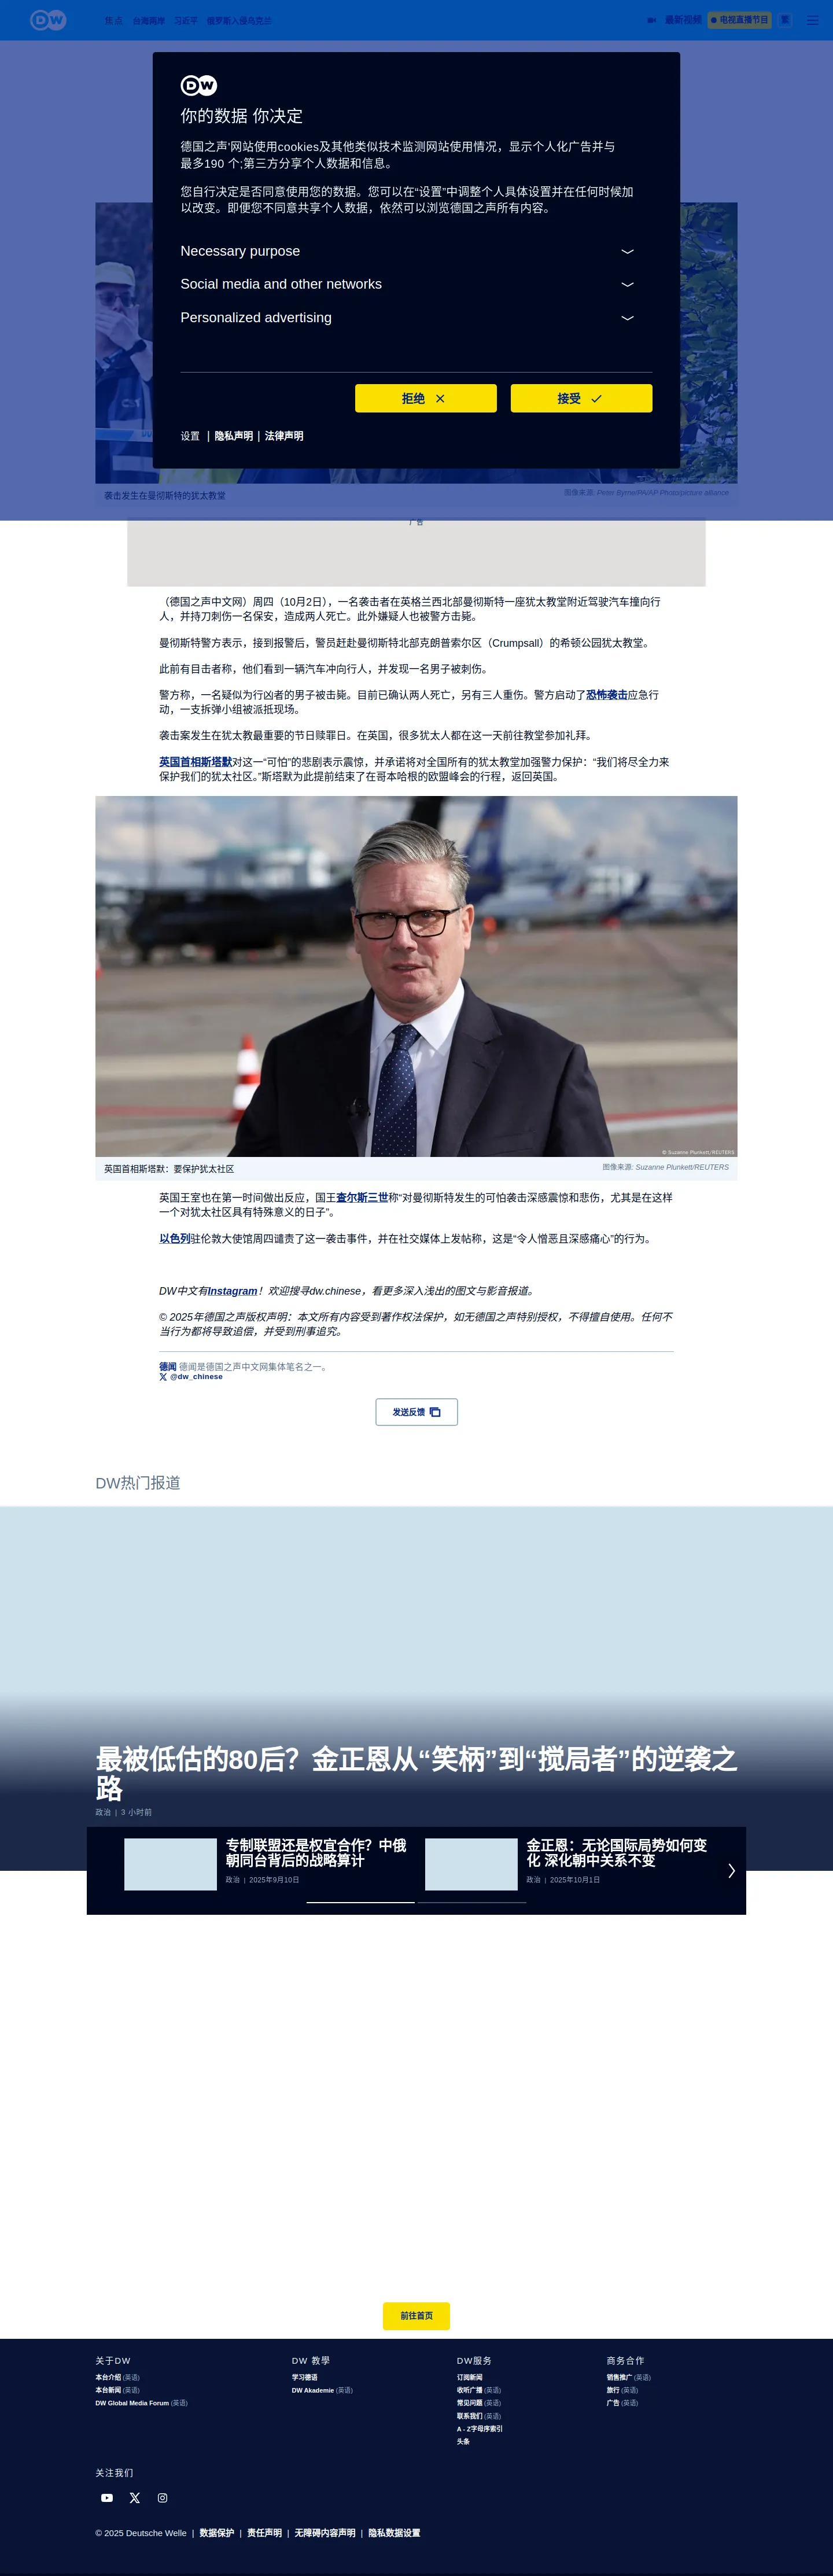 DW
焦点
台海两岸
习近平
俄罗斯入侵乌克兰
最新视频
电视直播节目
繁
DW
你的数据 你决定
德国之声'网站使用cookies及其他类似技术监测网站使用情况，显示个人化广告并与
最多190 个;第三方分享个人数据和信息。
您自行决定是否同意使用您的数据。您可以在“设置”中调整个人具体设置并在任何时候加
以改变。即便您不同意共享个人数据，依然可以浏览德国之声所有内容。
Necessary purpose
Social media and other networks
Personalized advertising
拒绝
接受
设置 | 隐私声明 | 法律声明
袭击发生在曼彻斯特的犹太教堂
图像来源: Peter Byrne/PA/AP Photo/picture alliance
广告
（德国之声中文网）周四（10月2日），一名袭击者在英格兰西北部曼彻斯特一座犹太教堂附近驾驶汽车撞向行
人，并持刀刺伤一名保安，造成两人死亡。此外嫌疑人也被警方击毙。
曼彻斯特警方表示，接到报警后，警员赶赴曼彻斯特北部克朗普索尔区（Crumpsall）的希顿公园犹太教堂。
此前有目击者称，他们看到一辆汽车冲向行人，并发现一名男子被刺伤。
警方称，一名疑似为行凶者的男子被击毙。目前已确认两人死亡，另有三人重伤。警方启动了恐怖袭击应急行
动，一支拆弹小组被派抵现场。
袭击案发生在犹太教最重要的节日赎罪日。在英国，很多犹太人都在这一天前往教堂参加礼拜。
英国首相斯塔默对这一“可怕”的悲剧表示震惊，并承诺将对全国所有的犹太教堂加强警力保护：“我们将尽全力来
保护我们的犹太社区。”斯塔默为此提前结束了在哥本哈根的欧盟峰会的行程，返回英国。
© Suzanne Plunkett/REUTERS
英国首相斯塔默：要保护犹太社区
图像来源: Suzanne Plunkett/REUTERS
英国王室也在第一时间做出反应，国王查尔斯三世称“对曼彻斯特发生的可怕袭击深感震惊和悲伤，尤其是在这样
一个对犹太社区具有特殊意义的日子”。
以色列驻伦敦大使馆周四谴责了这一袭击事件，并在社交媒体上发帖称，这是“令人憎恶且深感痛心”的行为。
DW中文有Instagram！欢迎搜寻dw.chinese，看更多深入浅出的图文与影音报道。
© 2025年德国之声版权声明：本文所有内容受到著作权法保护，如无德国之声特别授权，不得擅自使用。任何不
当行为都将导致追偿，并受到刑事追究。
德闻 德闻是德国之声中文网集体笔名之一。
@dw_chinese
发送反馈
DW热门报道
最被低估的80后？金正恩从“笑柄”到“搅局者”的逆袭之
路
政治 | 3 小时前
专制联盟还是权宜合作？中俄
朝同台背后的战略算计
政治 | 2025年9月10日
金正恩：无论国际局势如何变
化 深化朝中关系不变
政治 | 2025年10月1日
前往首页
关于DW
本台介绍 (英语)
本台新闻 (英语)
DW Global Media Forum (英语)
DW 教學
学习德语
DW Akademie (英语)
DW服务
订阅新闻
收听广播 (英语)
常见问题 (英语)
联系我们 (英语)
A - Z字母序索引
头条
商务合作
销售推广 (英语)
旅行 (英语)
广告 (英语)
关注我们
© 2025 Deutsche Welle | 数据保护 | 责任声明 | 无障碍内容声明 | 隐私数据设置